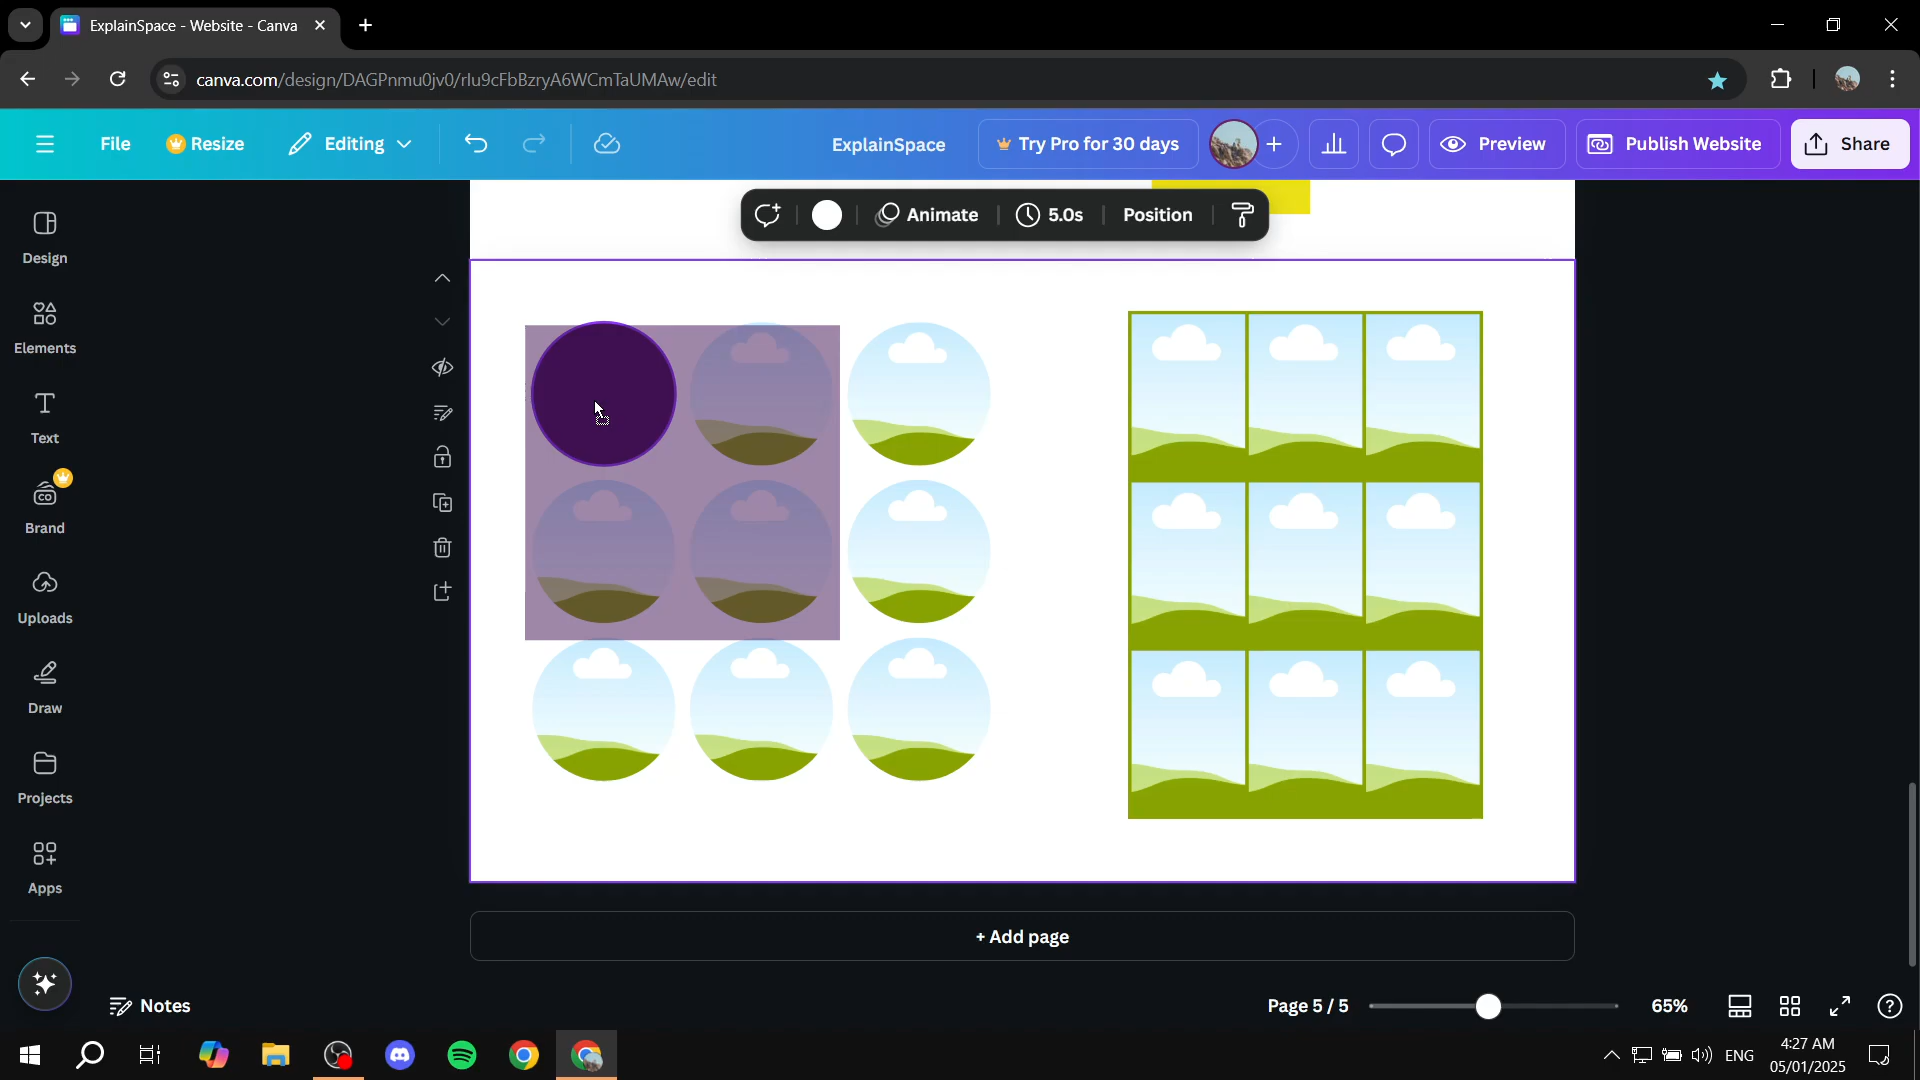 ExplainSpace - Website - Canva
canva.com/design/DAGPnmu0jv0/rlu9cFbBzryA6WCmTaUMAw/edit
File
Resize
Editing
ExplainSpace
Try Pro for 30 days
Preview
Publish Website
Share
Animate
5.0s
Position
Design
Elements
Text
CO
Brand
Uploads
Draw
Projects
Apps
+ Add page
Notes
Page 5 / 5
65%
ENG
4:27 AM
05/01/2025